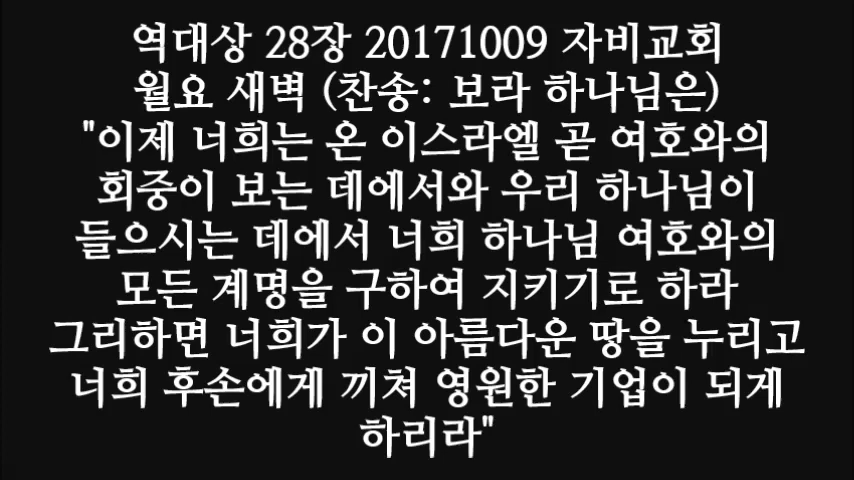 역대상 28장 20171009 자비교회
월요 새벽 (찬송: 보라 하나님은)
"이제 너희는 온 이스라엘 곧 여호와의
회중이 보는 데에서와 우리 하나님이
들으시는 데에서 너희 하나님 여호와의
모든 계명을 구하여 지키기로 하라
그리하면 너희가 이 아름다운 땅을 누리고
너희 후손에게 끼쳐 영원한 기업이 되게
하리라"